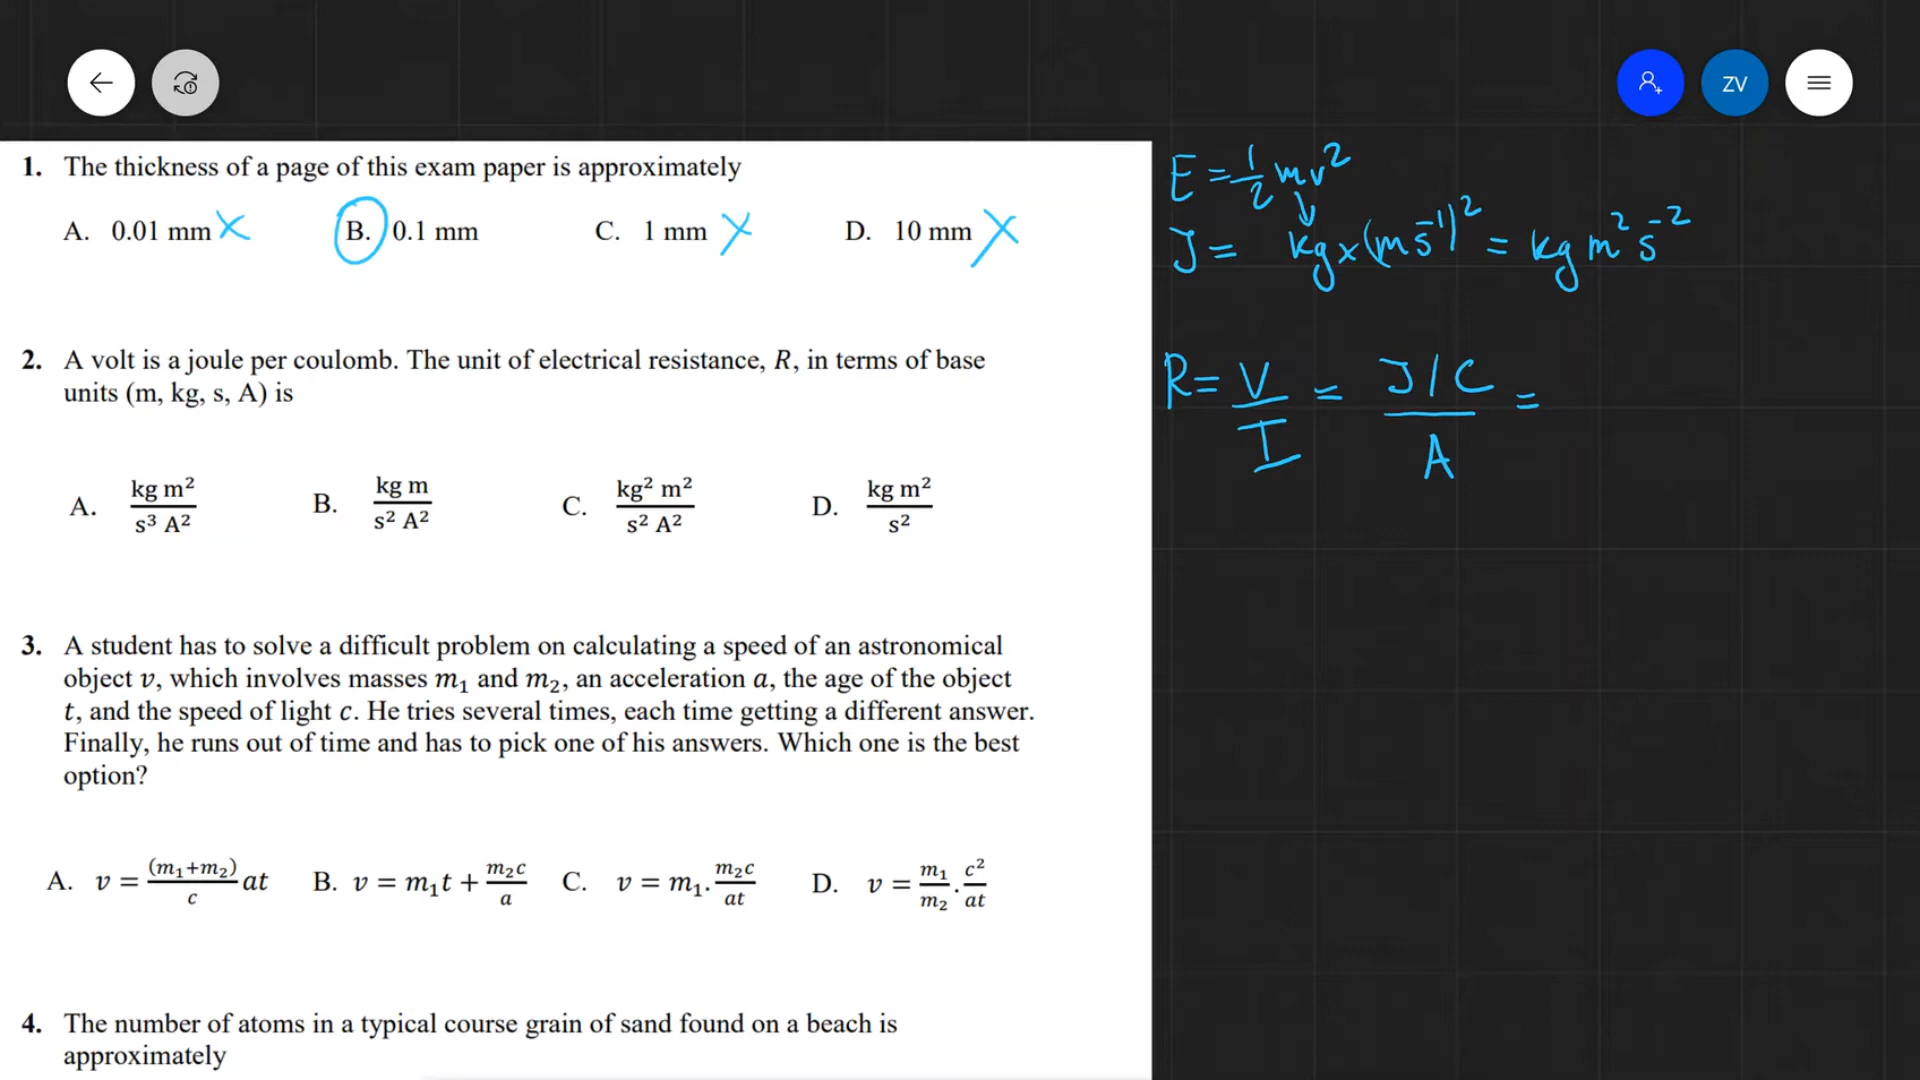 ZV
1. The thickness of a page of this exam paper is approximately
A. 0.01 mm B. 0.1 mm C. 1 mm D. 10 mm
2. A volt is a joule per coulomb. The unit of electrical resistance, R, in terms of base
units (m, kg, s, A) is
A. kg m²/s³ A² B. kg m/s² A² C. kg² m²/s² A² D. kg m²/s²
3. A student has to solve a difficult problem on calculating a speed of an astronomical
object v, which involves masses m₁ and m₂, an acceleration a, the age of the object
t, and the speed of light c. He tries several times, each time getting a different answer.
Finally, he runs out of time and has to pick one of his answers. Which one is the best
option?
A. v = (m₁+m₂)/c at B. v = m₁t + m₂c/a C. v = m₁. m₂c/at D. v = m₁/m₂ . c²/at
4. The number of atoms in a typical course grain of sand found on a beach is
approximately
E = 1/2 mv²
J = kg x (m s⁻¹)² = kg m² s⁻²
R = V/I = J/C / A =